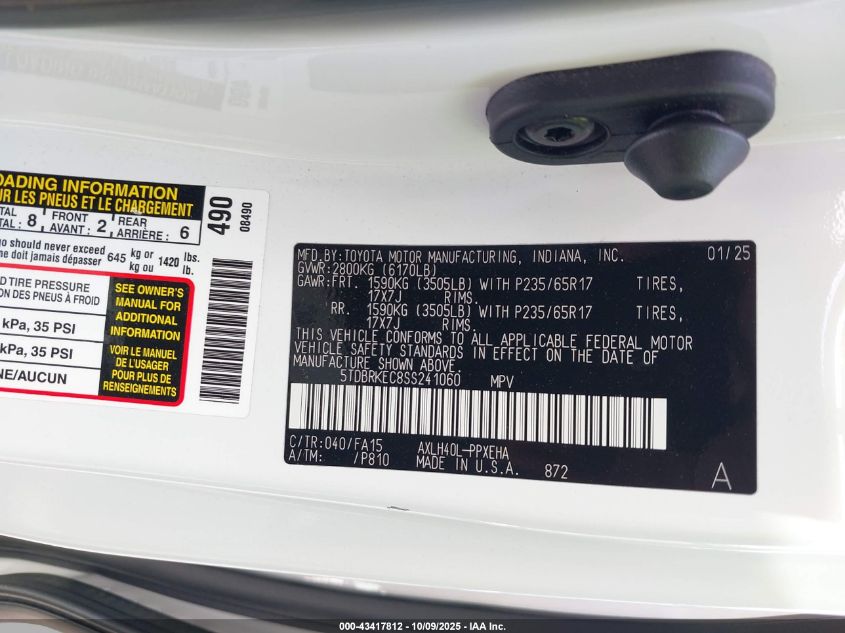 OADING INFORMATION
UR LES PNEUS ET LE CHARGEMENT
TAL
TAL : 8
FRONT
AVANT : 2
REAR
ARRIÈRE : 6
go should never exceed 645 kg or 1420 lbs.
ne doit jamais dépasser kg ou lb.
D TIRE PRESSURE
ON DES PNEUS À FROID
kPa, 35 PSI
kPa, 35 PSI
NE/AUCUN
SEE OWNER'S
MANUAL FOR
ADDITIONAL
INFORMATION
VOIR LE MANUEL
DE L'USAGER
POUR PLUS DE
RENSEIGNEMENTS
490
08490
MFD.BY:TOYOTA MOTOR MANUFACTURING, INDIANA, INC. 01/25
GVWR:2800KG (6170LB)
GAWR:FRT. 1590KG (3505LB) WITH P235/65R17 TIRES,
17X7J RIMS.
RR. 1590KG (3505LB) WITH P235/65R17 TIRES,
17X7J RIMS.
THIS VEHICLE CONFORMS TO ALL APPLICABLE FEDERAL MOTOR
VEHICLE SAFETY STANDARDS IN EFFECT ON THE DATE OF
MANUFACTURE SHOWN ABOVE.
5TDBRKEC8SS241060 MPV
C/TR:040/FA15 AXLH40L-PPXEHA
A/TM: /P810 MADE IN U.S.A. 872
A
000-43417812 - 10/09/2025 - IAA Inc.